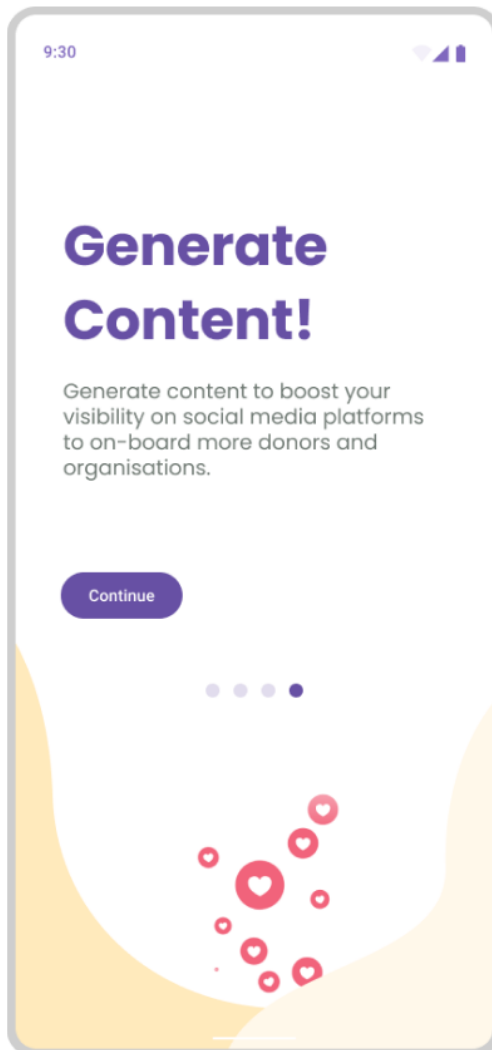 9:30
Generate
Content!
Generate content to boost your
visibility on social media platforms
to on-board more donors and
organisations.
Continue